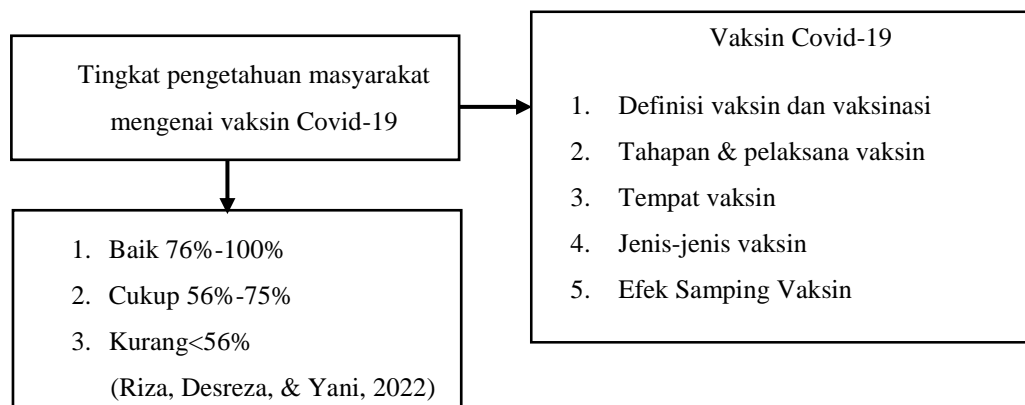 Tingkat pengetahuan masyarakat
mengenai vaksin Covid-19
Vaksin Covid-19
1. Definisi vaksin dan vaksinasi
2. Tahapan & pelaksana vaksin
3. Tempat vaksin
4. Jenis-jenis vaksin
5. Efek Samping Vaksin
1. Baik 76%-100%
2. Cukup 56%-75%
3. Kurang<56%
(Riza, Desreza, & Yani, 2022)